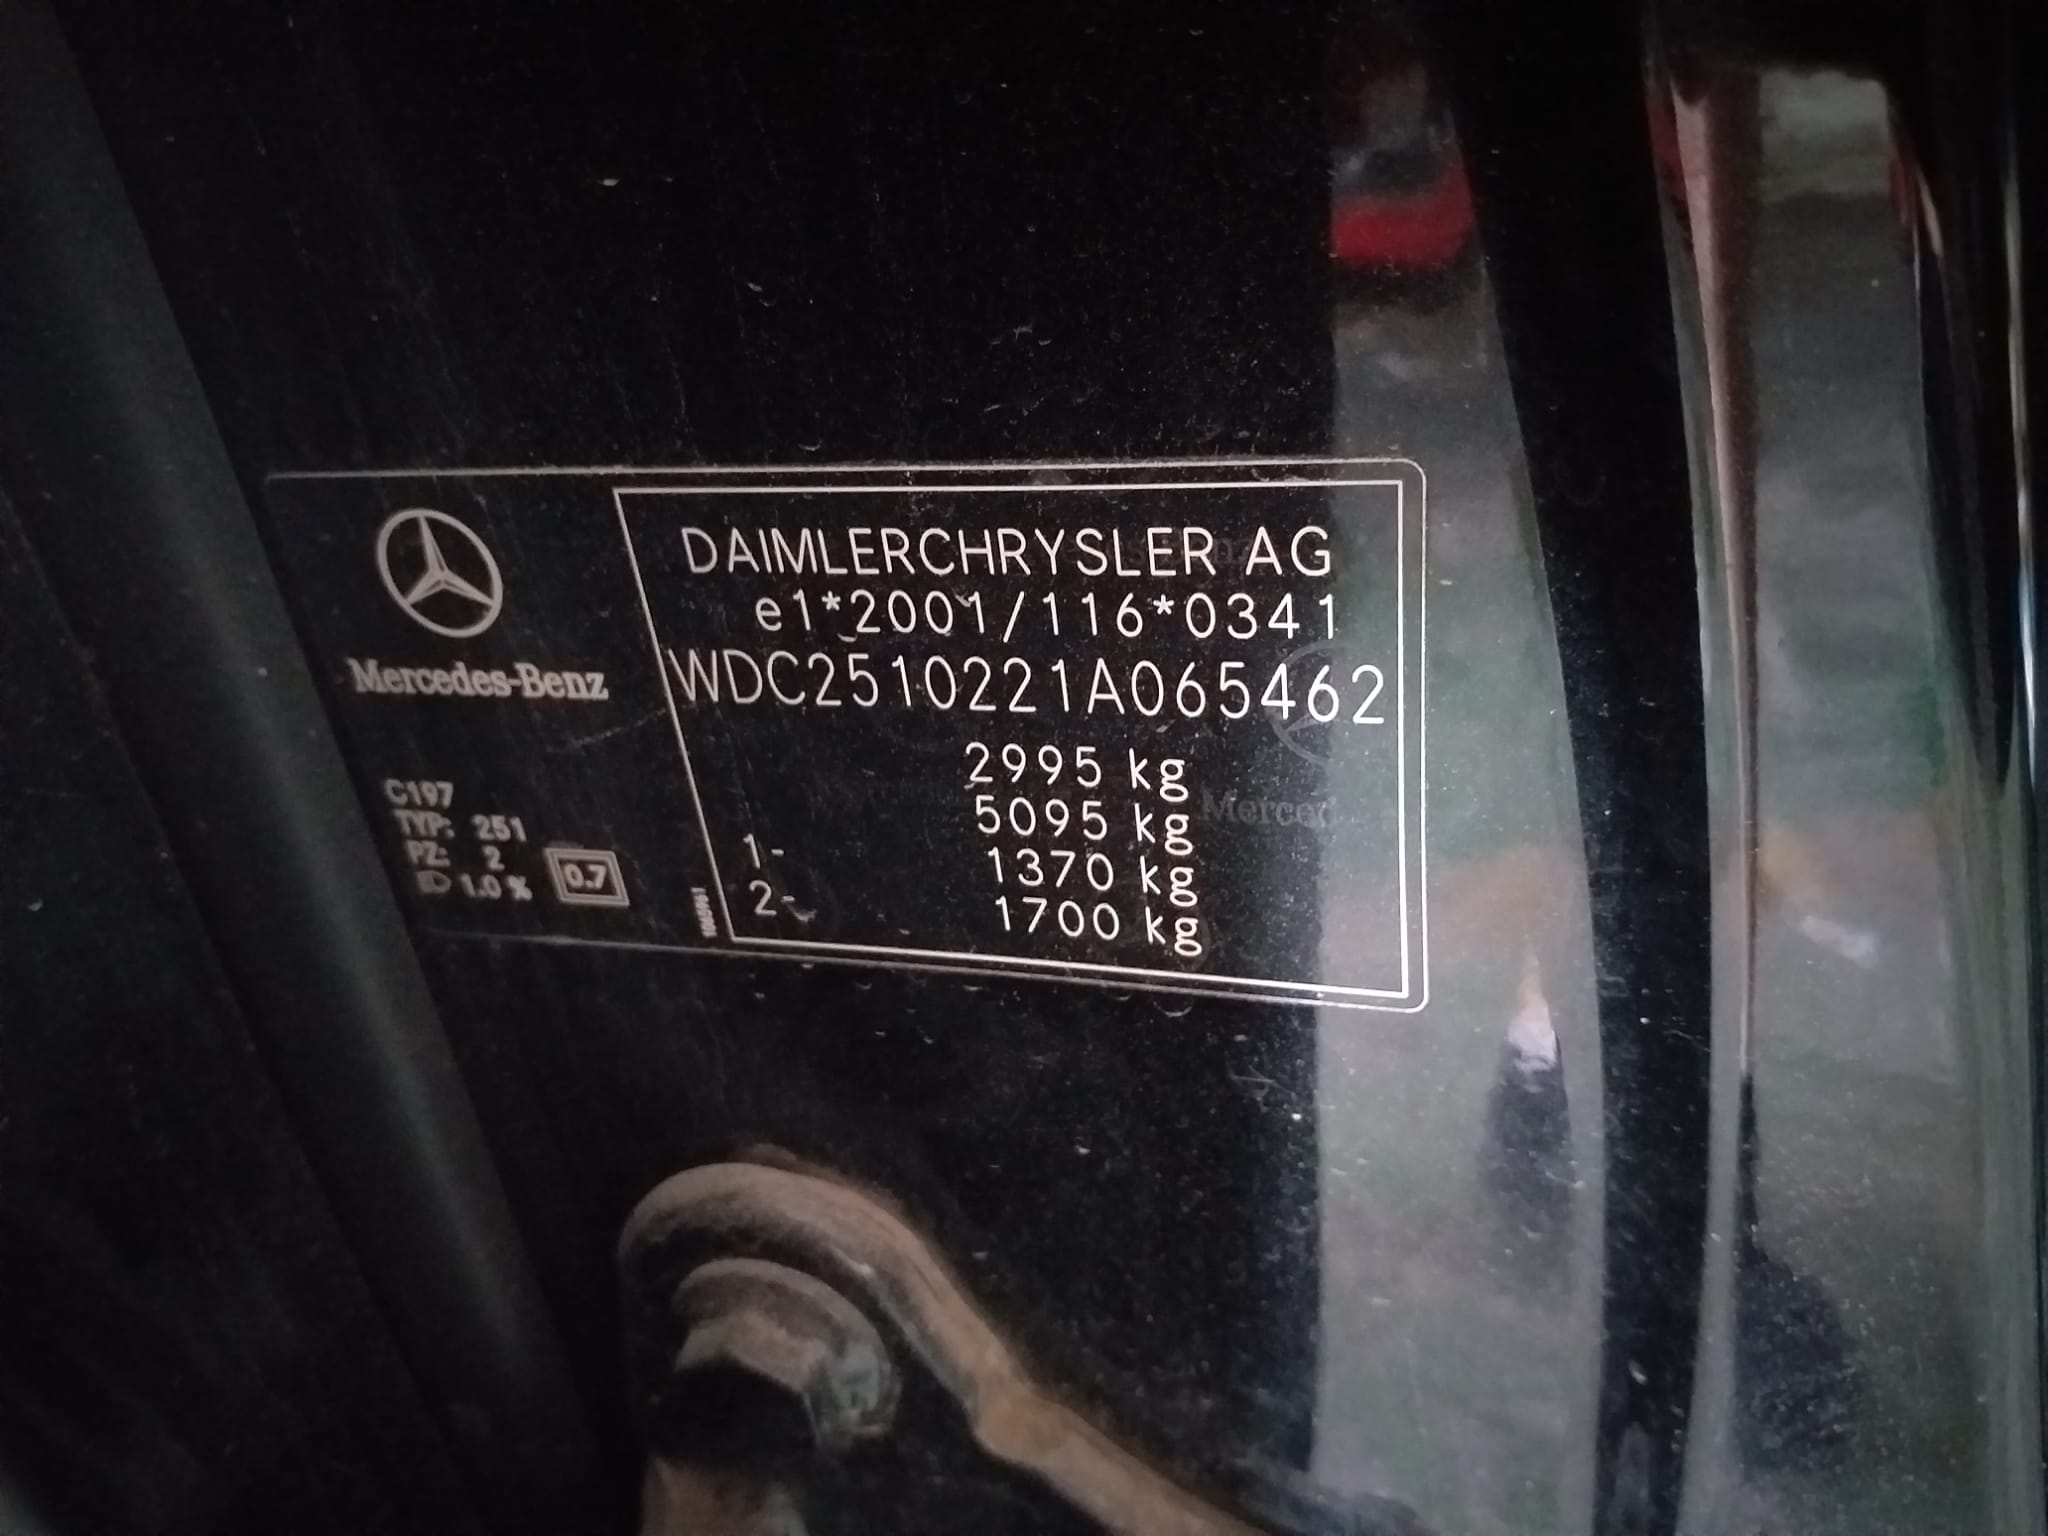 DAIMLERCHRYSLER AG
e1*2001/116*0341
WDC2510221A065462
2995 kg
5095 kg
1- 1370 kg
2- 1700 kg
Mercedes-Benz
C197
TYP: 251
PZ: 2
1.0 %
0.7
Merced